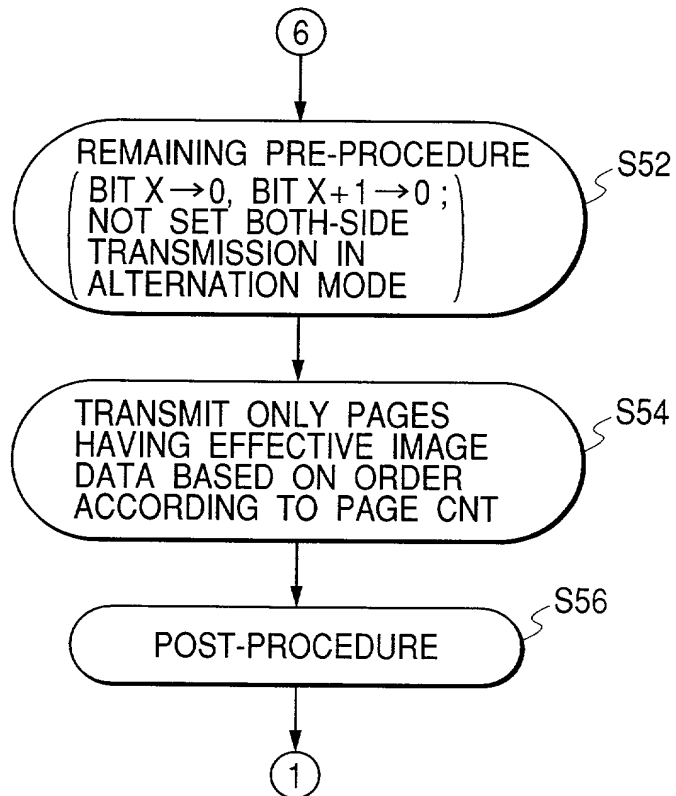 6
REMAINING PRE-PROCEDURE
S52
( BIT X→0, BIT X+1→0 ;
NOT SET BOTH-SIDE
TRANSMISSION IN
ALTERNATION MODE )
TRANSMIT ONLY PAGES
S54
HAVING EFFECTIVE IMAGE
DATA BASED ON ORDER
ACCORDING TO PAGE CNT
S56
POST-PROCEDURE
1